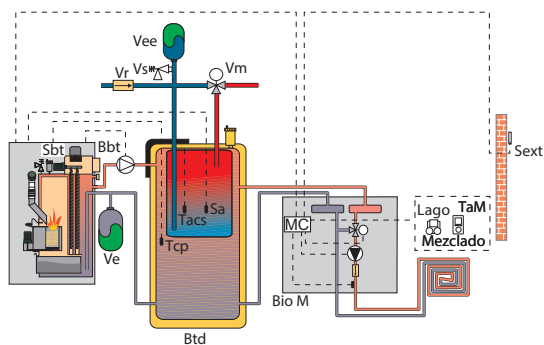 Vee
Vs
Vr
Vm
Sbt
Bbt
Sext
Tacs
Sa
Tcp
Ve
MC
Lago
TaM
Mezclado
Bio M
Btd